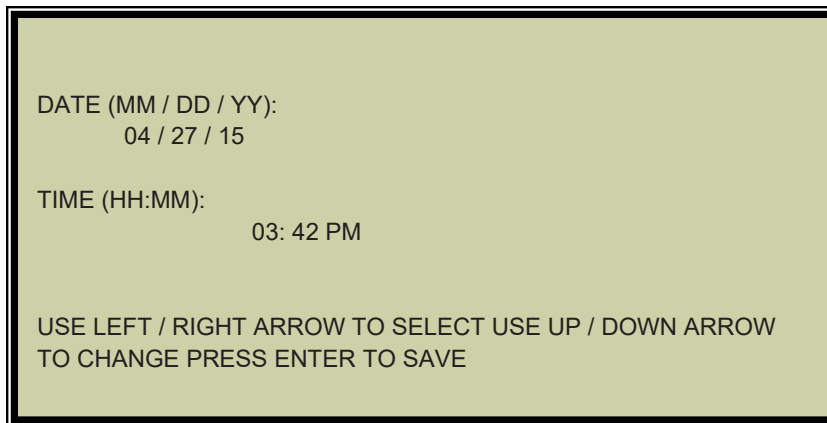 DATE (MM / DD / YY):
04 / 27 / 15
TIME (HH:MM):
03: 42 PM
USE LEFT / RIGHT ARROW TO SELECT USE UP / DOWN ARROW
TO CHANGE PRESS ENTER TO SAVE